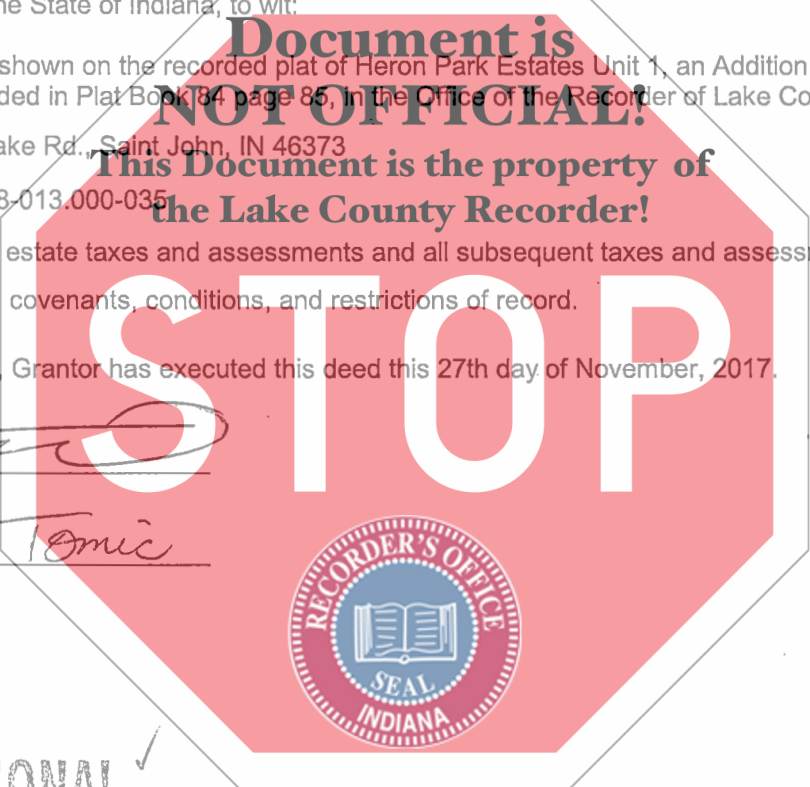 he State of Indiana, to wit:
Document is
shown on the recorded plat of Heron Park Estates Unit 1, an Addition
ded in Plat Book 84 page 85, in the Office of the Recorder of Lake Co
NOT OFFICIAL!
ake Rd., Saint John, IN 46373
This Document is the property of
8-013.000-035
the Lake County Recorder!
estate taxes and assessments and all subsequent taxes and assess
covenants, conditions, and restrictions of record.
STOP
, Grantor has executed this deed this 27th day of November, 2017.
Tomic
RECORDER'S OFFICE
SEAL
INDIANA
IONAL